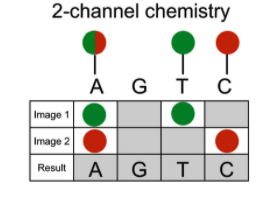 2-channel chemistry
A G T C
Image 1
Image 2
Result A G T C